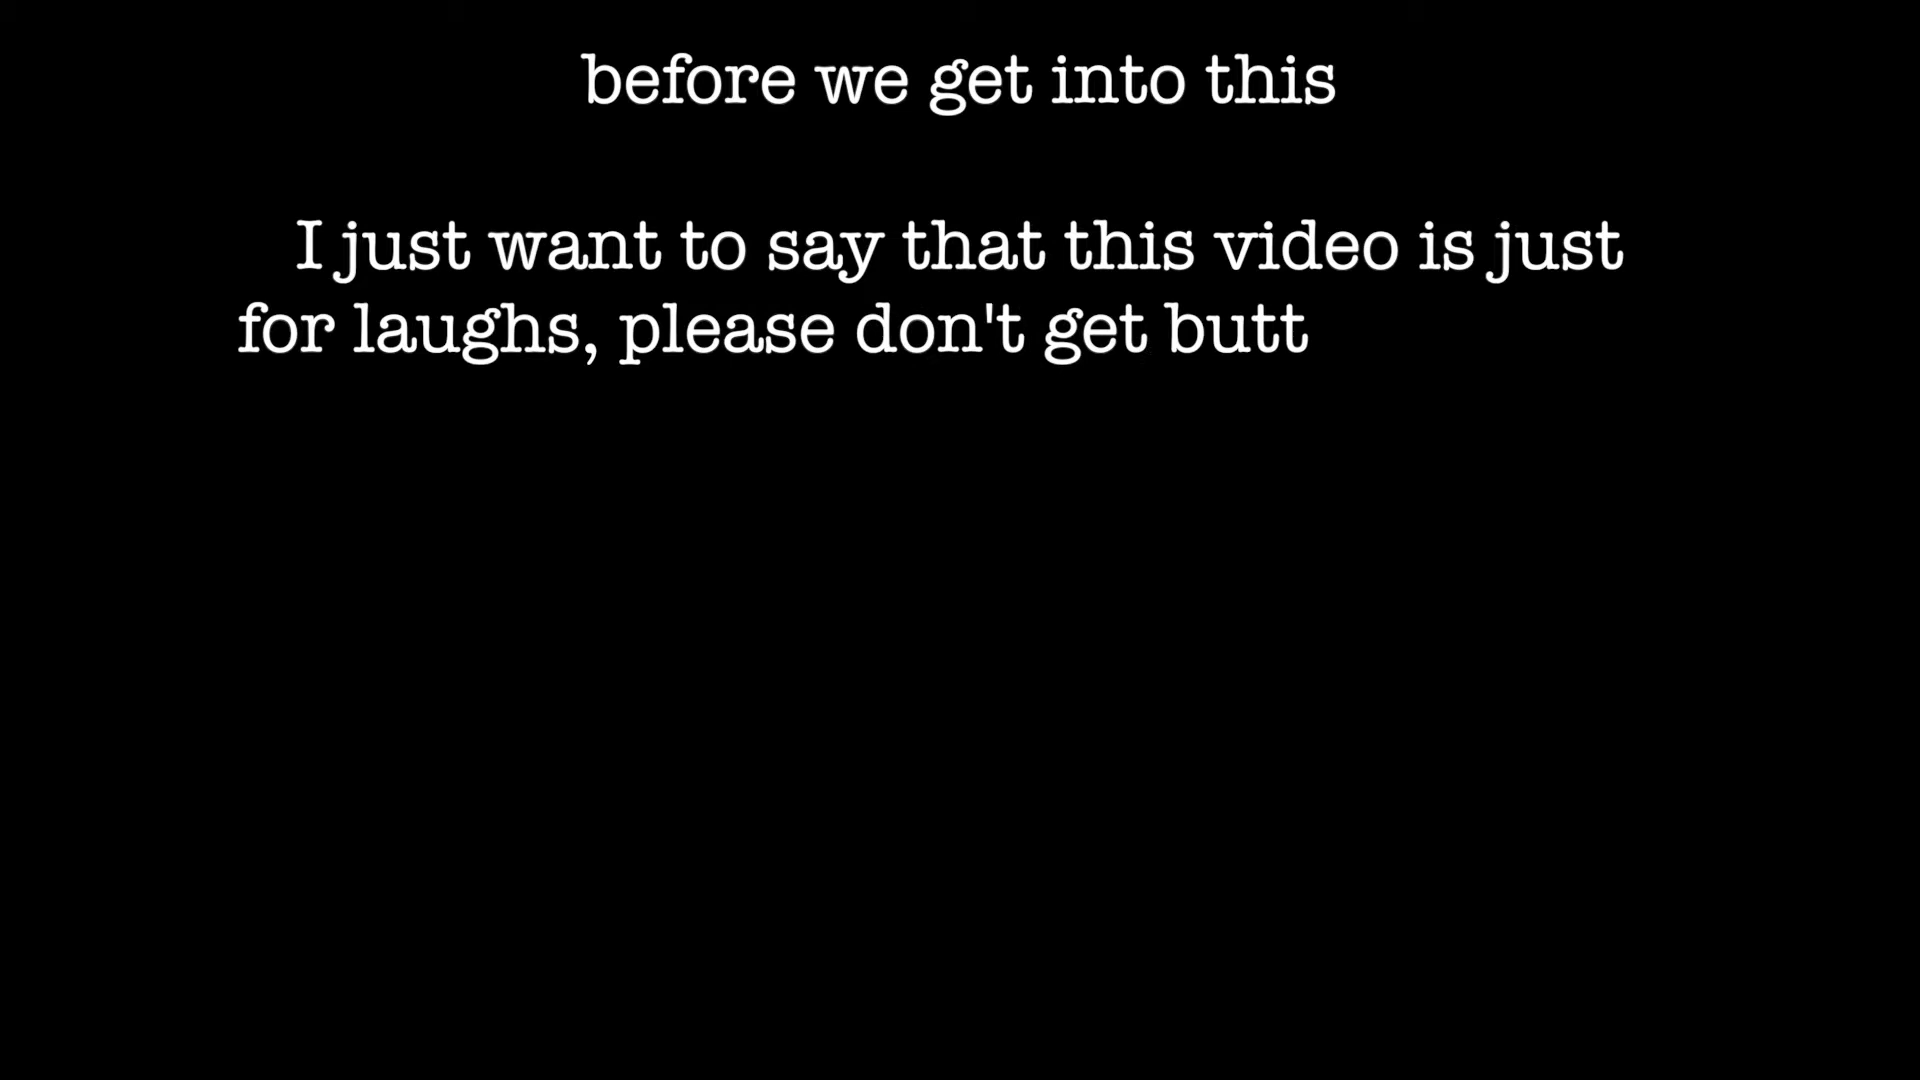 before we get into this
I just want to say that this video is just
for laughs, please don't get butt